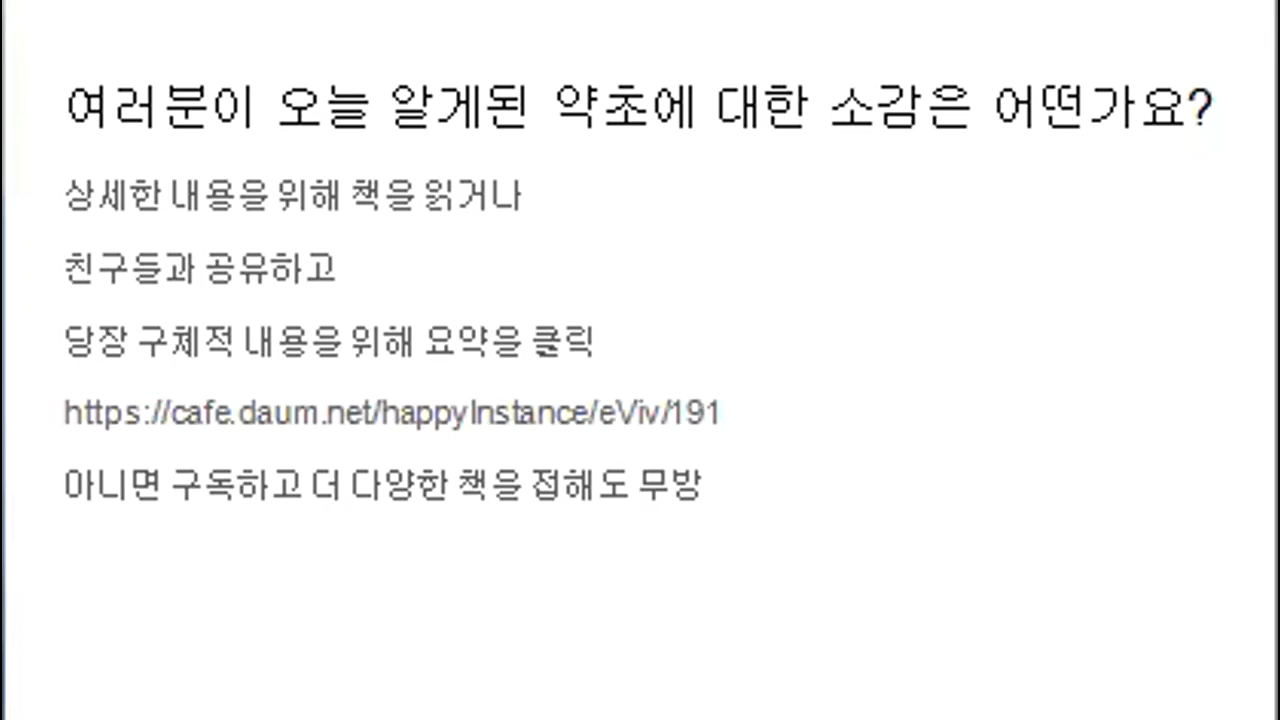 여러분이 오늘 알게된 약초에 대한 소감은 어떤가요?
상세한 내용을 위해 책을 읽거나
친구들과 공유하고
당장 구체적 내용을 위해 요약을 클릭
https://cafe.daum.net/happyInstance/eViv/191
아니면 구독하고 더 다양한 책을 접해도 무방